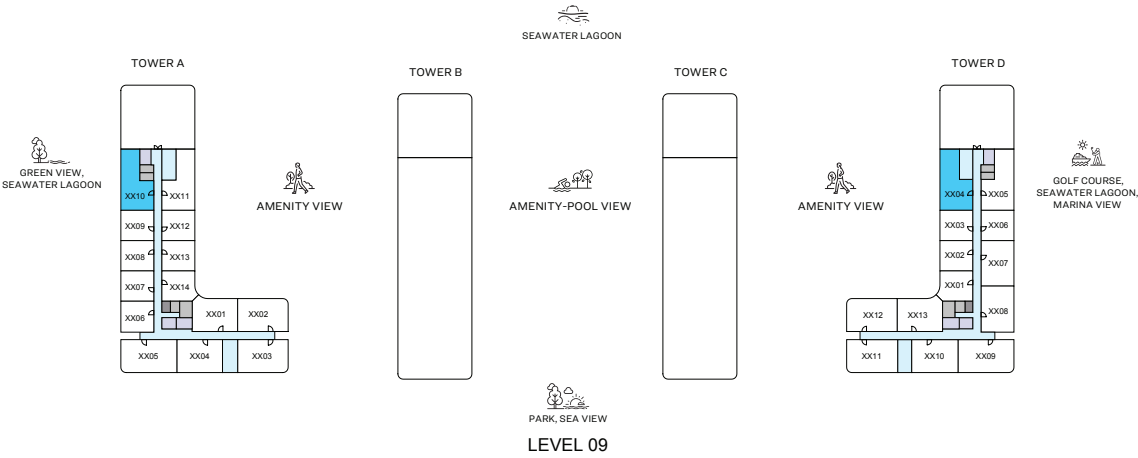 SEAWATER LAGOON
TOWER A
TOWER B
TOWER C
TOWER D
GREEN VIEW,
SEAWATER LAGOON
AMENITY VIEW
AMENITY-POOL VIEW
AMENITY VIEW
GOLF COURSE,
SEAWATER LAGOON,
MARINA VIEW
XX10
XX11
XX09
XX12
XX08
XX13
XX07
XX14
XX06
XX01
XX02
XX05
XX04
XX03
XX04
XX05
XX03
XX06
XX02
XX07
XX01
XX08
XX12
XX13
XX11
XX10
XX09
PARK, SEA VIEW
LEVEL 09